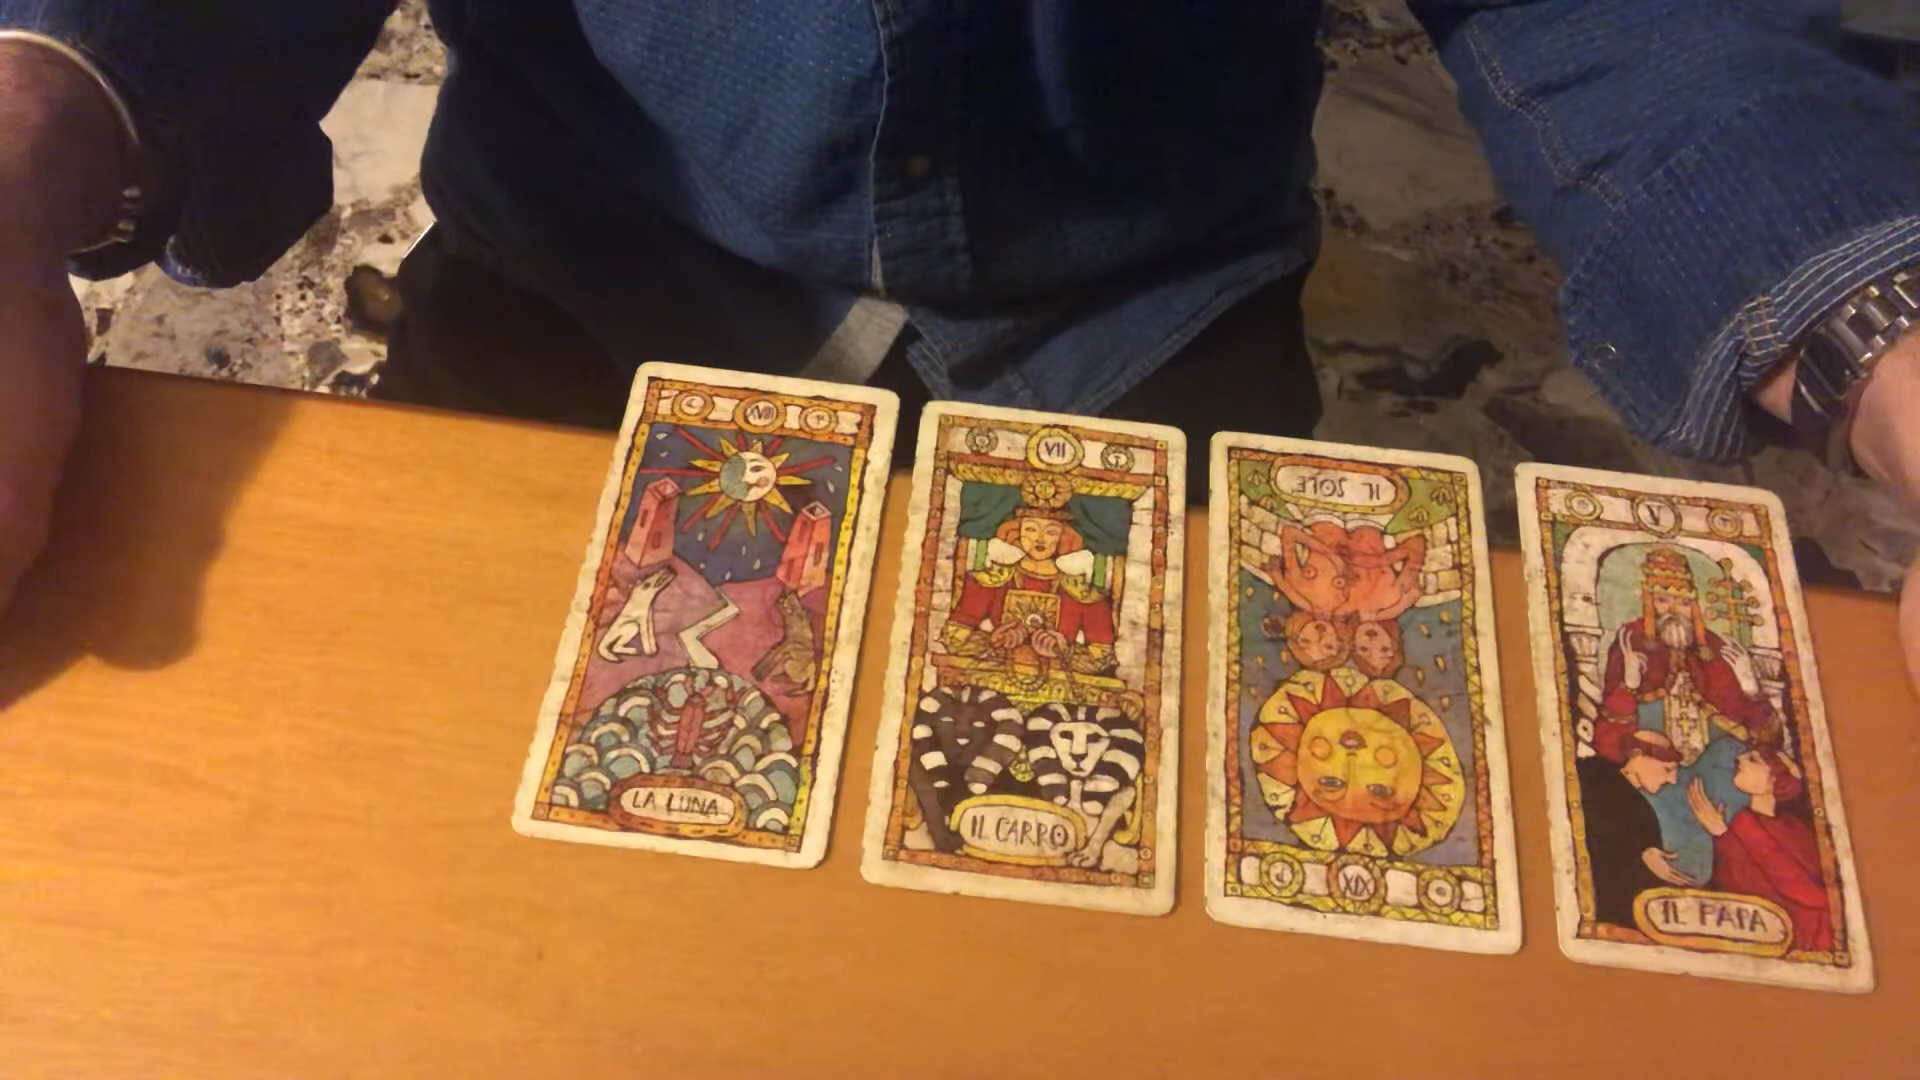 XVIII
LA LUNA
VII
IL CARRO
IL SOLE
XIX
V
IL PAPA